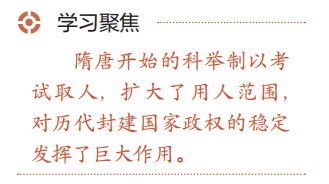 学习聚焦
隋唐开始的科举制以考
试取人，扩大了用人范围，
对历代封建国家政权的稳定
发挥了巨大作用。